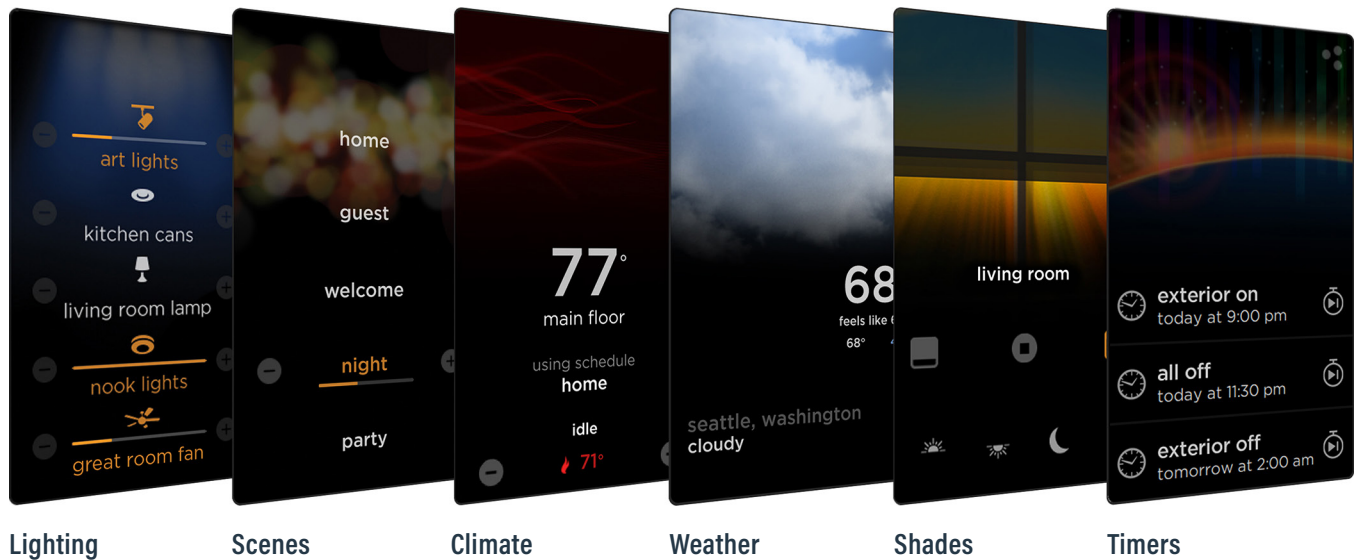 art lights
kitchen cans
living room lamp
nook lights
great room fan
home
guest
welcome
night
party
77°
main floor
using schedule
home
idle
71°
68
feels like
68°
seattle, washington
cloudy
living room
exterior on
today at 9:00 pm
all off
today at 11:30 pm
exterior off
tomorrow at 2:00 am
Lighting
Scenes
Climate
Weather
Shades
Timers